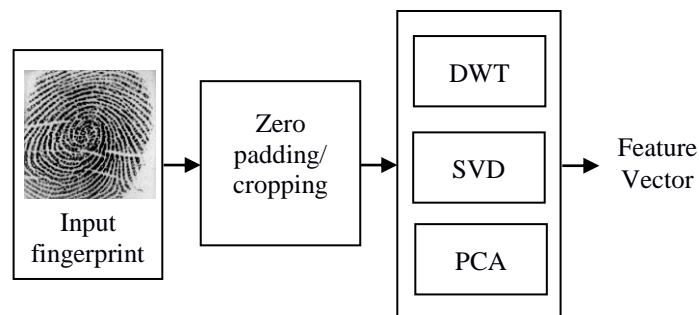 Input
fingerprint
Zero
padding/
cropping
DWT
SVD
PCA
Feature
Vector